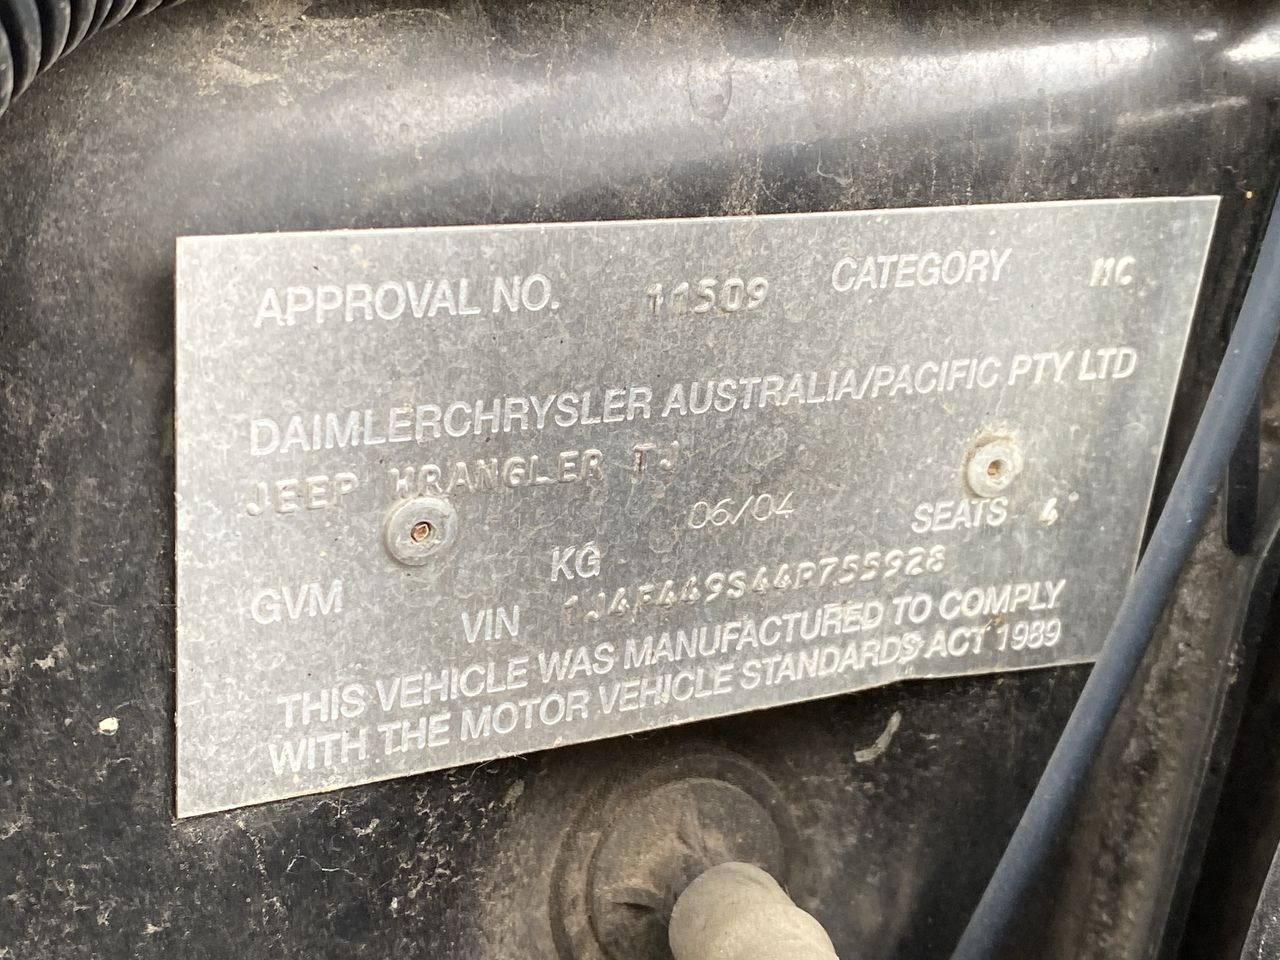 APPROVAL NO. 11509 CATEGORY MC
DAIMLERCHRYSLER AUSTRALIA/PACIFIC PTY LTD
JEEP WRANGLER TJ
06/04 SEATS 4
GVM KG
VIN 1J4F449S44P755928
THIS VEHICLE WAS MANUFACTURED TO COMPLY
WITH THE MOTOR VEHICLE STANDARDS ACT 1989